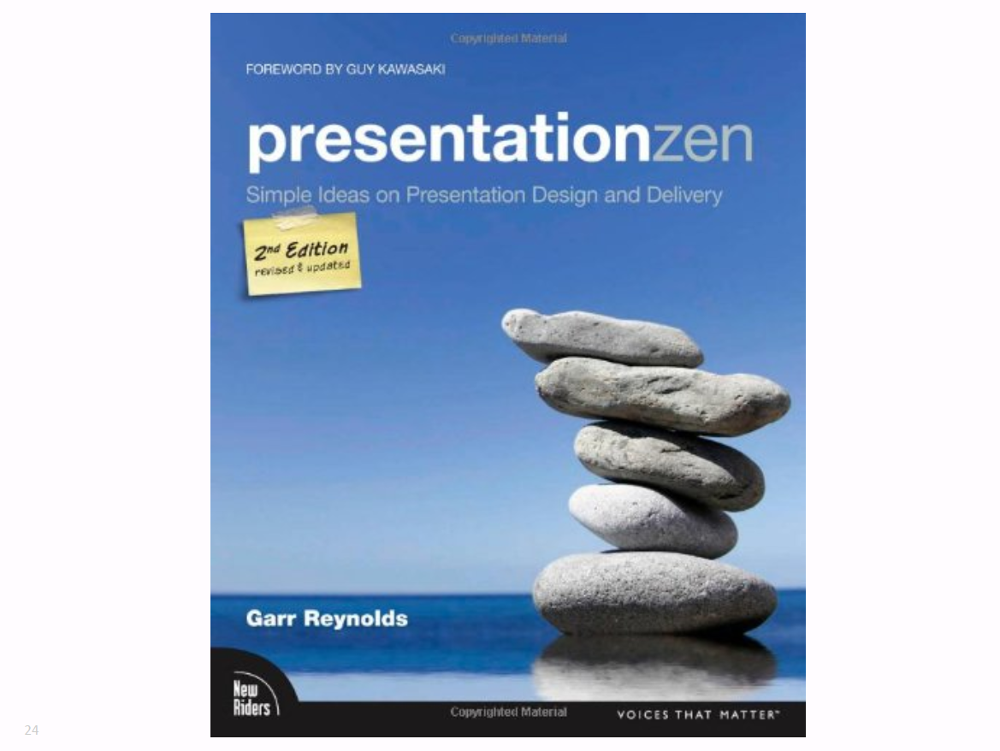 Copyrighted Material
FOREWORD BY GUY KAWASAKI
presentationzen
Simple Ideas on Presentation Design and Delivery
2nd Edition
revised & updated
Garr Reynolds
New
Riders
Copyrighted Material
VOICES THAT MATTER™
24